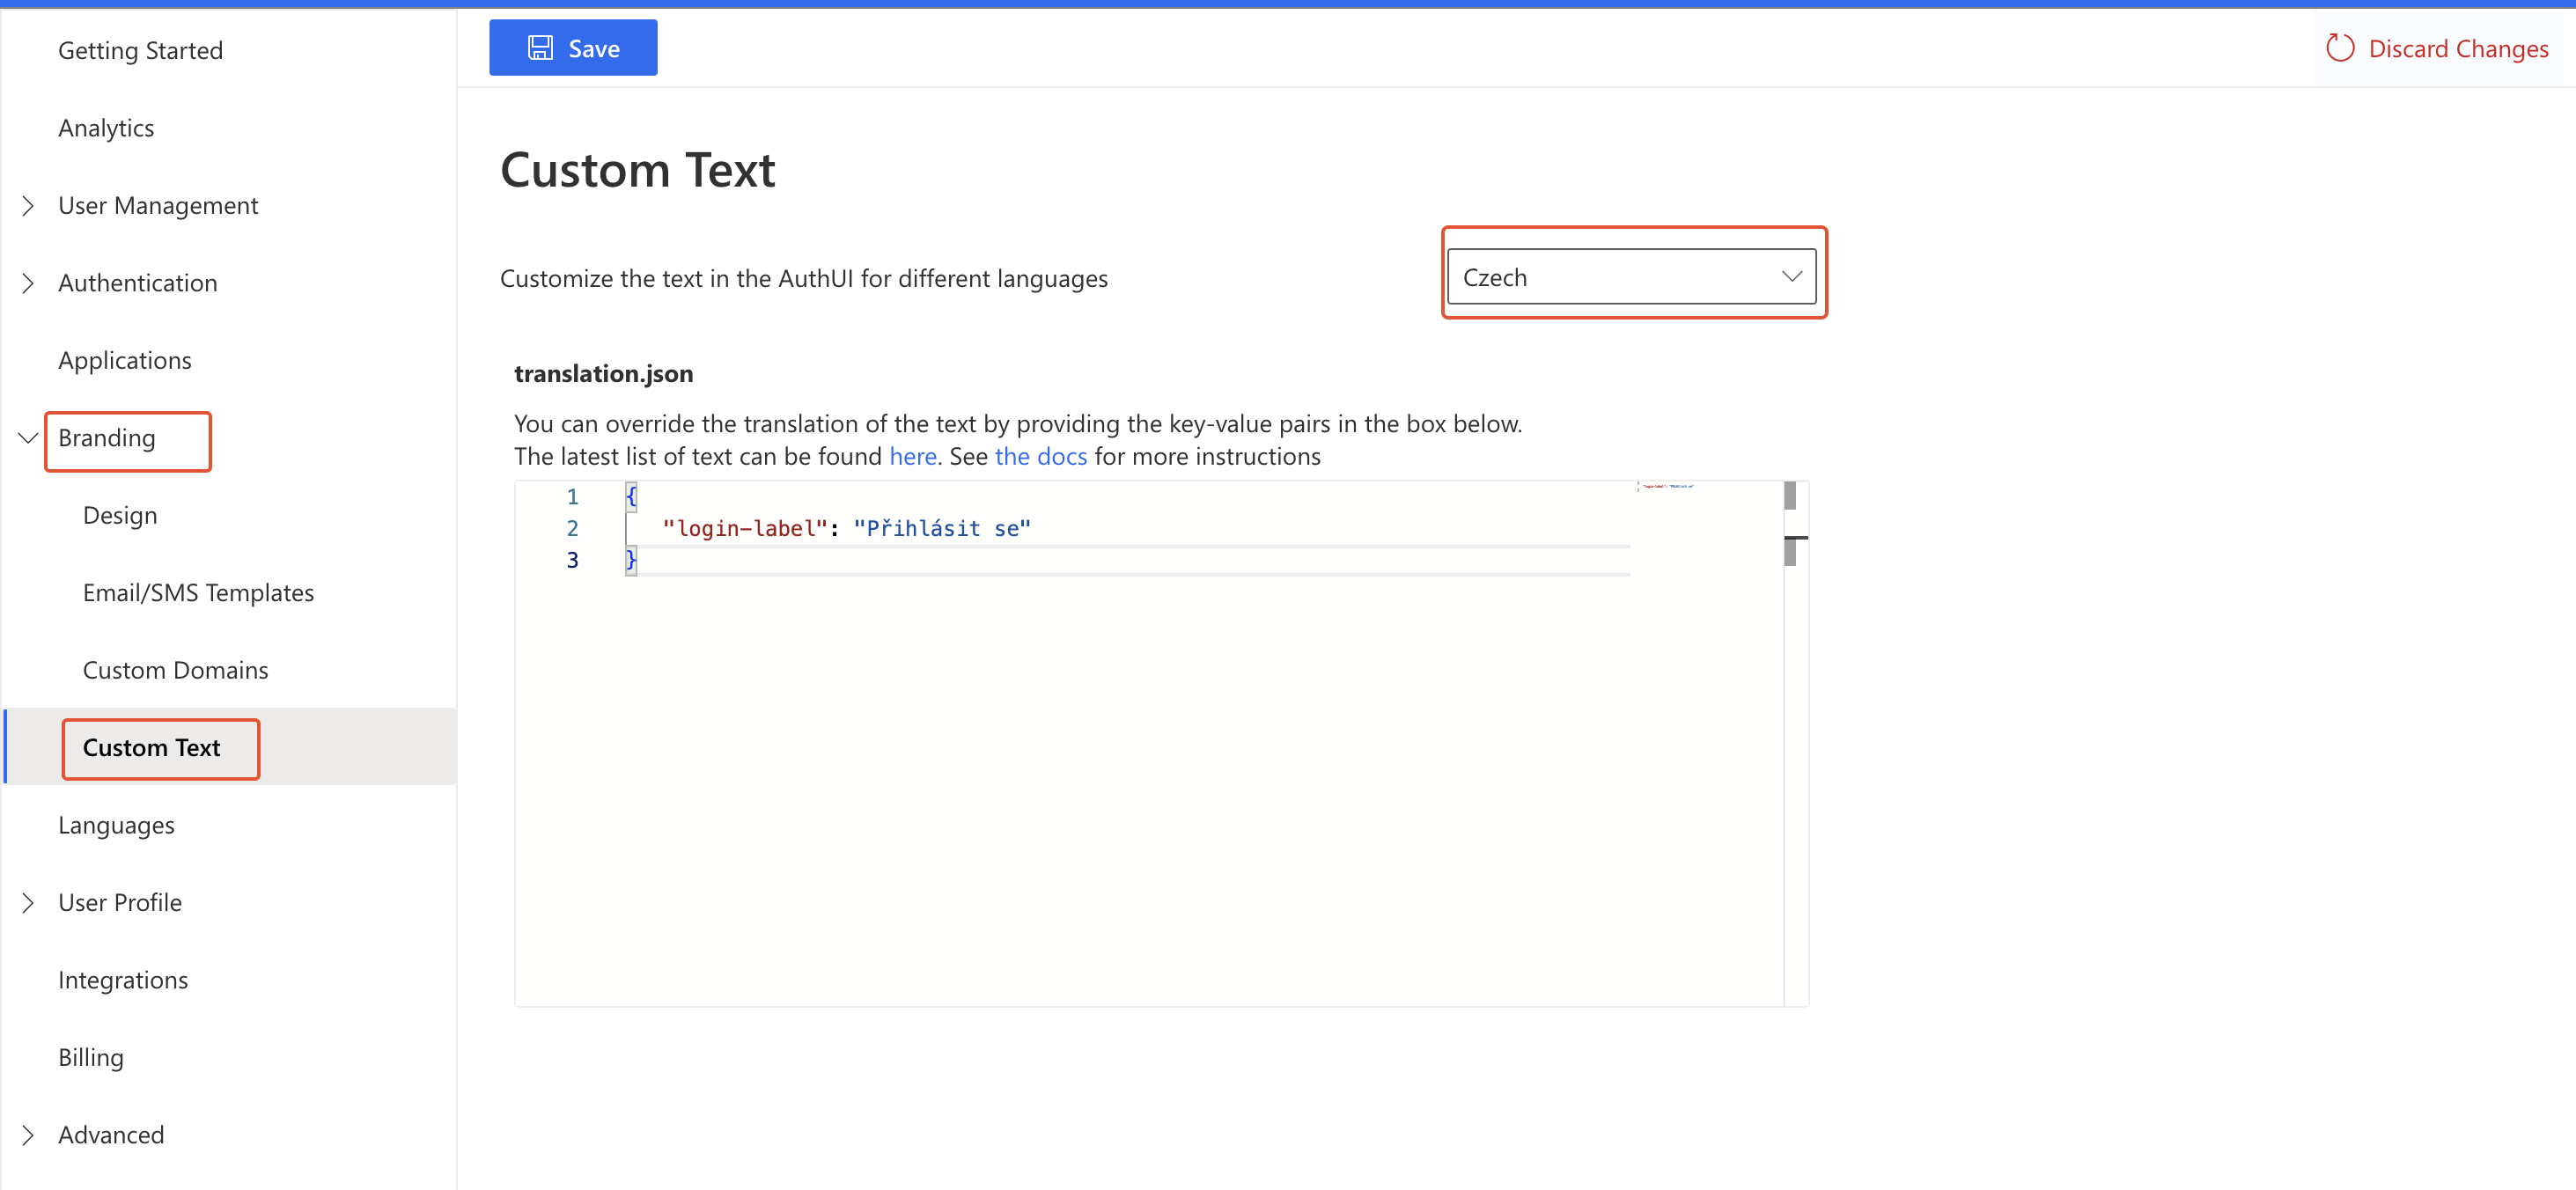 Getting Started
Analytics
User Management
Authentication
Applications
Branding
Design
Email/SMS Templates
Custom Domains
Custom Text
Languages
User Profile
Integrations
Billing
Advanced
Save
Discard Changes
Custom Text
Customize the text in the AuthUI for different languages
Czech
translation.json
You can override the translation of the text by providing the key-value pairs in the box below.
The latest list of text can be found here. See the docs for more instructions
1 {
2 "login-label": "Přihlásit se"
3 }
"login-label": "Přihlásit se"